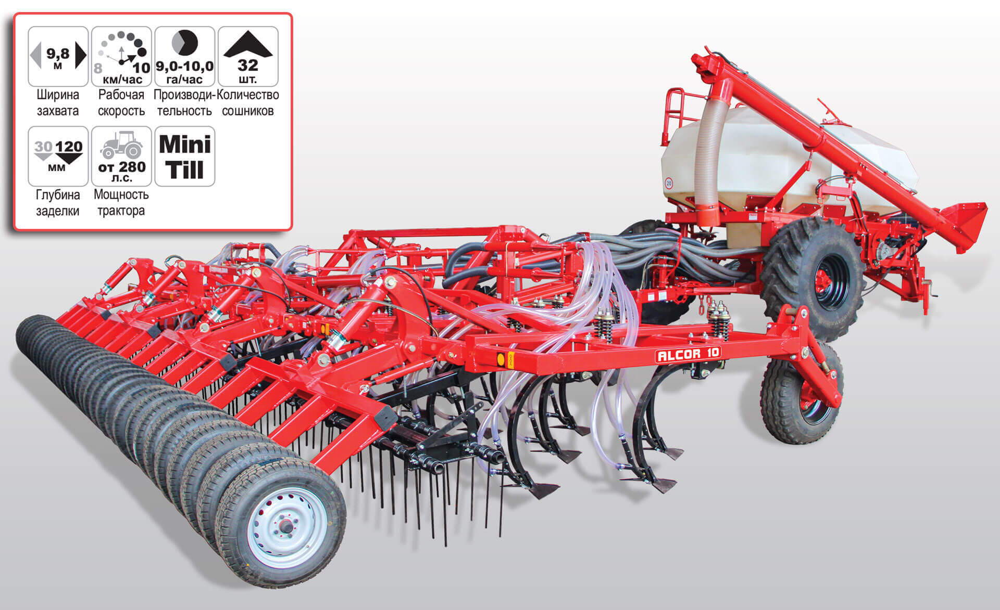 9,8
м
Ширина
захвата
8 10
км/час
Рабочая
скорость
9,0-10,0
га/час
Производи-
тельность
32
шт.
Количество
сошников
30 120
мм
Глубина
заделки
от 280
л.с.
Мощность
трактора
Mini
Till
20
ALCOR 10